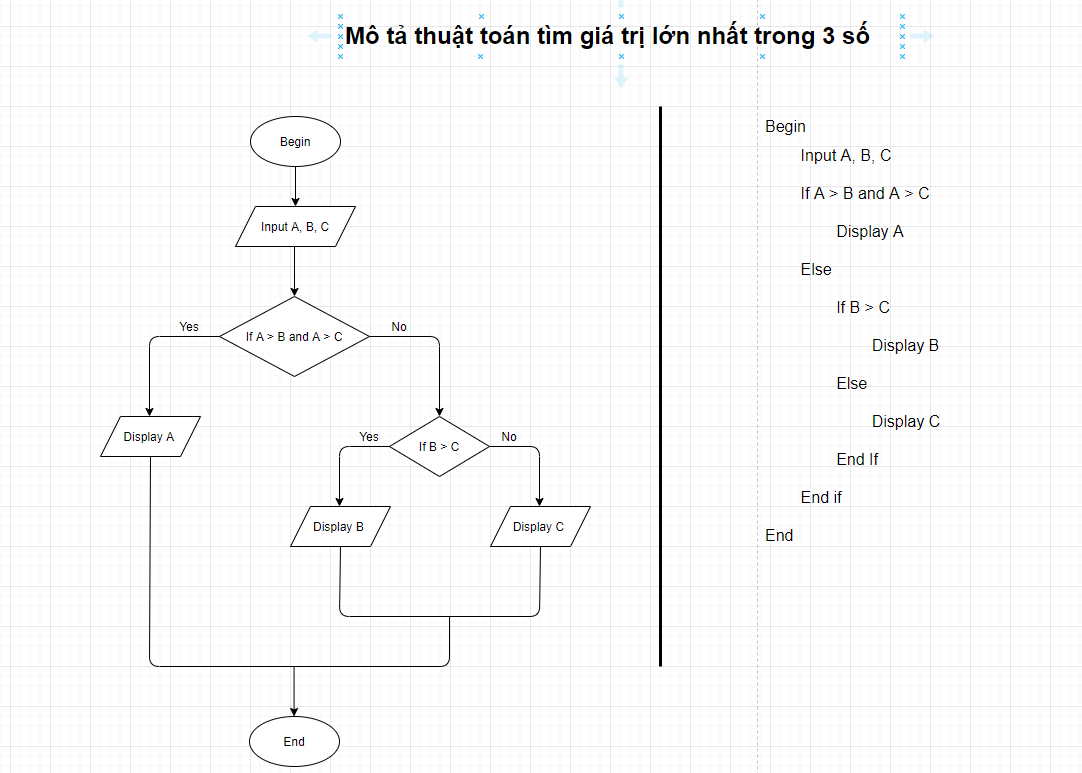 Mô tả thuật toán tìm giá trị lớn nhất trong 3 số
Begin
Input A, B, C
If A > B and A > C
Yes
No
Display A
If B > C
Yes
No
Display B
Display C
End
Begin
Input A, B, C
If A > B and A > C
Display A
Else
If B > C
Display B
Else
Display C
End If
End if
End